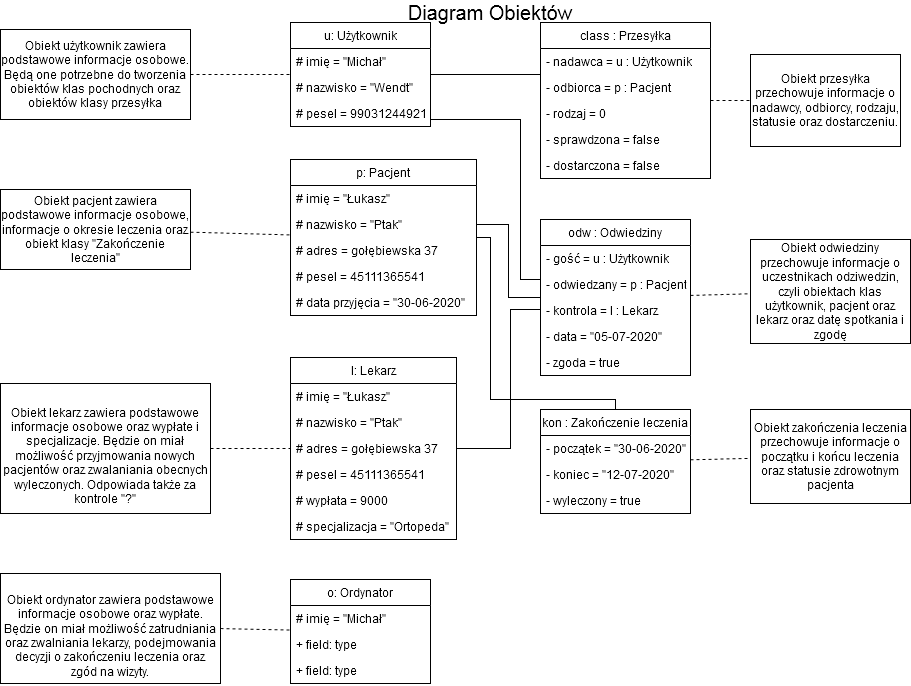 Diagram Obiektów
Obiekt użytkownik zawiera
podstawowe informacje osobowe.
Będą one potrzebne do tworzenia
obiektów klas pochodnych oraz
obiektów klasy przesyłka
u: Użytkownik
# imię = "Michał"
# nazwisko = "Wendt"
# pesel = 99031244921
class : Przesyłka
- nadawca = u : Użytkownik
- odbiorca = p : Pacjent
- rodzaj = 0
- sprawdzona = false
- dostarczona = false
Obiekt przesyłka
przechowuje informacje o
nadawcy, odbiorcy, rodzaju,
statusie oraz dostarczeniu.
Obiekt pacjent zawiera
podstawowe informacje osobowe,
informacje o okresie leczenia oraz
obiekt klasy "Zakończenie
leczenia"
p: Pacjent
# imię = "Łukasz"
# nazwisko = "Ptak"
# adres = gołębiewska 37
# pesel = 45111365541
# data przyjęcia = "30-06-2020"
odw : Odwiedziny
- gość = u : Użytkownik
- odwiedzany = p : Pacjent
- kontrola = l : Lekarz
- data = "05-07-2020"
- zgoda = true
Obiekt odwiedziny
przechowuje informacje o
uczestnikach odziwedzin,
czyli obiektach klas
użytkownik, pacjent oraz
lekarz oraz datę spotkania i
zgodę
Obiekt lekarz zawiera podstawowe
informacje osobowe oraz wypłate i
specjalizacje. Będzie on miał
możliwość przyjmowania nowych
pacjentów oraz zwalaniania obecnych
wyleczonych. Odpowiada także za
kontrole "?"
l: Lekarz
# imię = "Łukasz"
# nazwisko = "Ptak"
# adres = gołębiewska 37
# pesel = 45111365541
# wypłata = 9000
# specjalizacja = "Ortopeda"
kon : Zakończenie leczenia
- początek = "30-06-2020"
- koniec = "12-07-2020"
- wyleczony = true
Obiekt zakończenia leczenia
przechowuje informacje o
początku i końcu leczenia
oraz statusie zdrowotnym
pacjenta
Obiekt ordynator zawiera podstawowe
informacje osobowe oraz wypłate.
Będzie on miał możliwość zatrudniania
oraz zwalniania lekarzy, podejmowania
decyzji o zakończeniu leczenia oraz
zgód na wizyty.
o: Ordynator
# imię = "Michał"
+ field: type
+ field: type